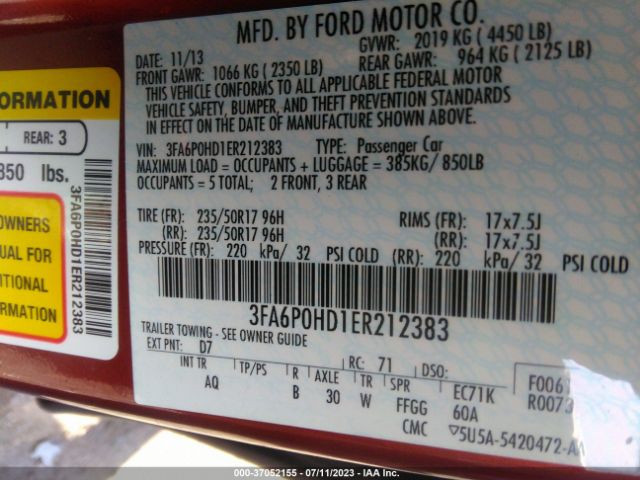 MFD. BY FORD MOTOR CO.
DATE: 11/13 GVWR: 2019 KG ( 4450 LB)
FRONT GAWR: 1066 KG ( 2350 LB) REAR GAWR: 964 KG ( 2125 LB)
THIS VEHICLE CONFORMS TO ALL APPLICABLE FEDERAL MOTOR
VEHICLE SAFETY, BUMPER, AND THEFT PREVENTION STANDARDS
IN EFFECT ON THE DATE OF MANUFACTURE SHOWN ABOVE.
VIN: 3FA6P0HD1ER212383 TYPE: Passenger Car
MAXIMUM LOAD = OCCUPANTS + LUGGAGE = 385KG/ 850LB
OCCUPANTS = 5 TOTAL; 2 FRONT, 3 REAR
TIRE (FR): 235/50R17 96H RIMS (FR): 17x7.5J
(RR): 235/50R17 96H (RR): 17x7.5J
PRESSURE (FR): 220 kPa/ 32 PSI COLD (RR): 220 kPa/ 32 PSI COLD
3FA6P0HD1ER212383
TRAILER TOWING - SEE OWNER GUIDE
EXT PNT: D7 RC: 71 DSO:
INT TR TP/PS R AXLE TR SPR EC71K F0061
AQ B 30 W FFGG 60A R0073
CMC ▽5U5A-5420472-AA
ORMATION
REAR: 3
850 lbs.
OWNERS
UAL FOR
ITIONAL
RMATION
3FA6P0HD1ER212383
000-37052155 - 07/11/2023 - IAA Inc.